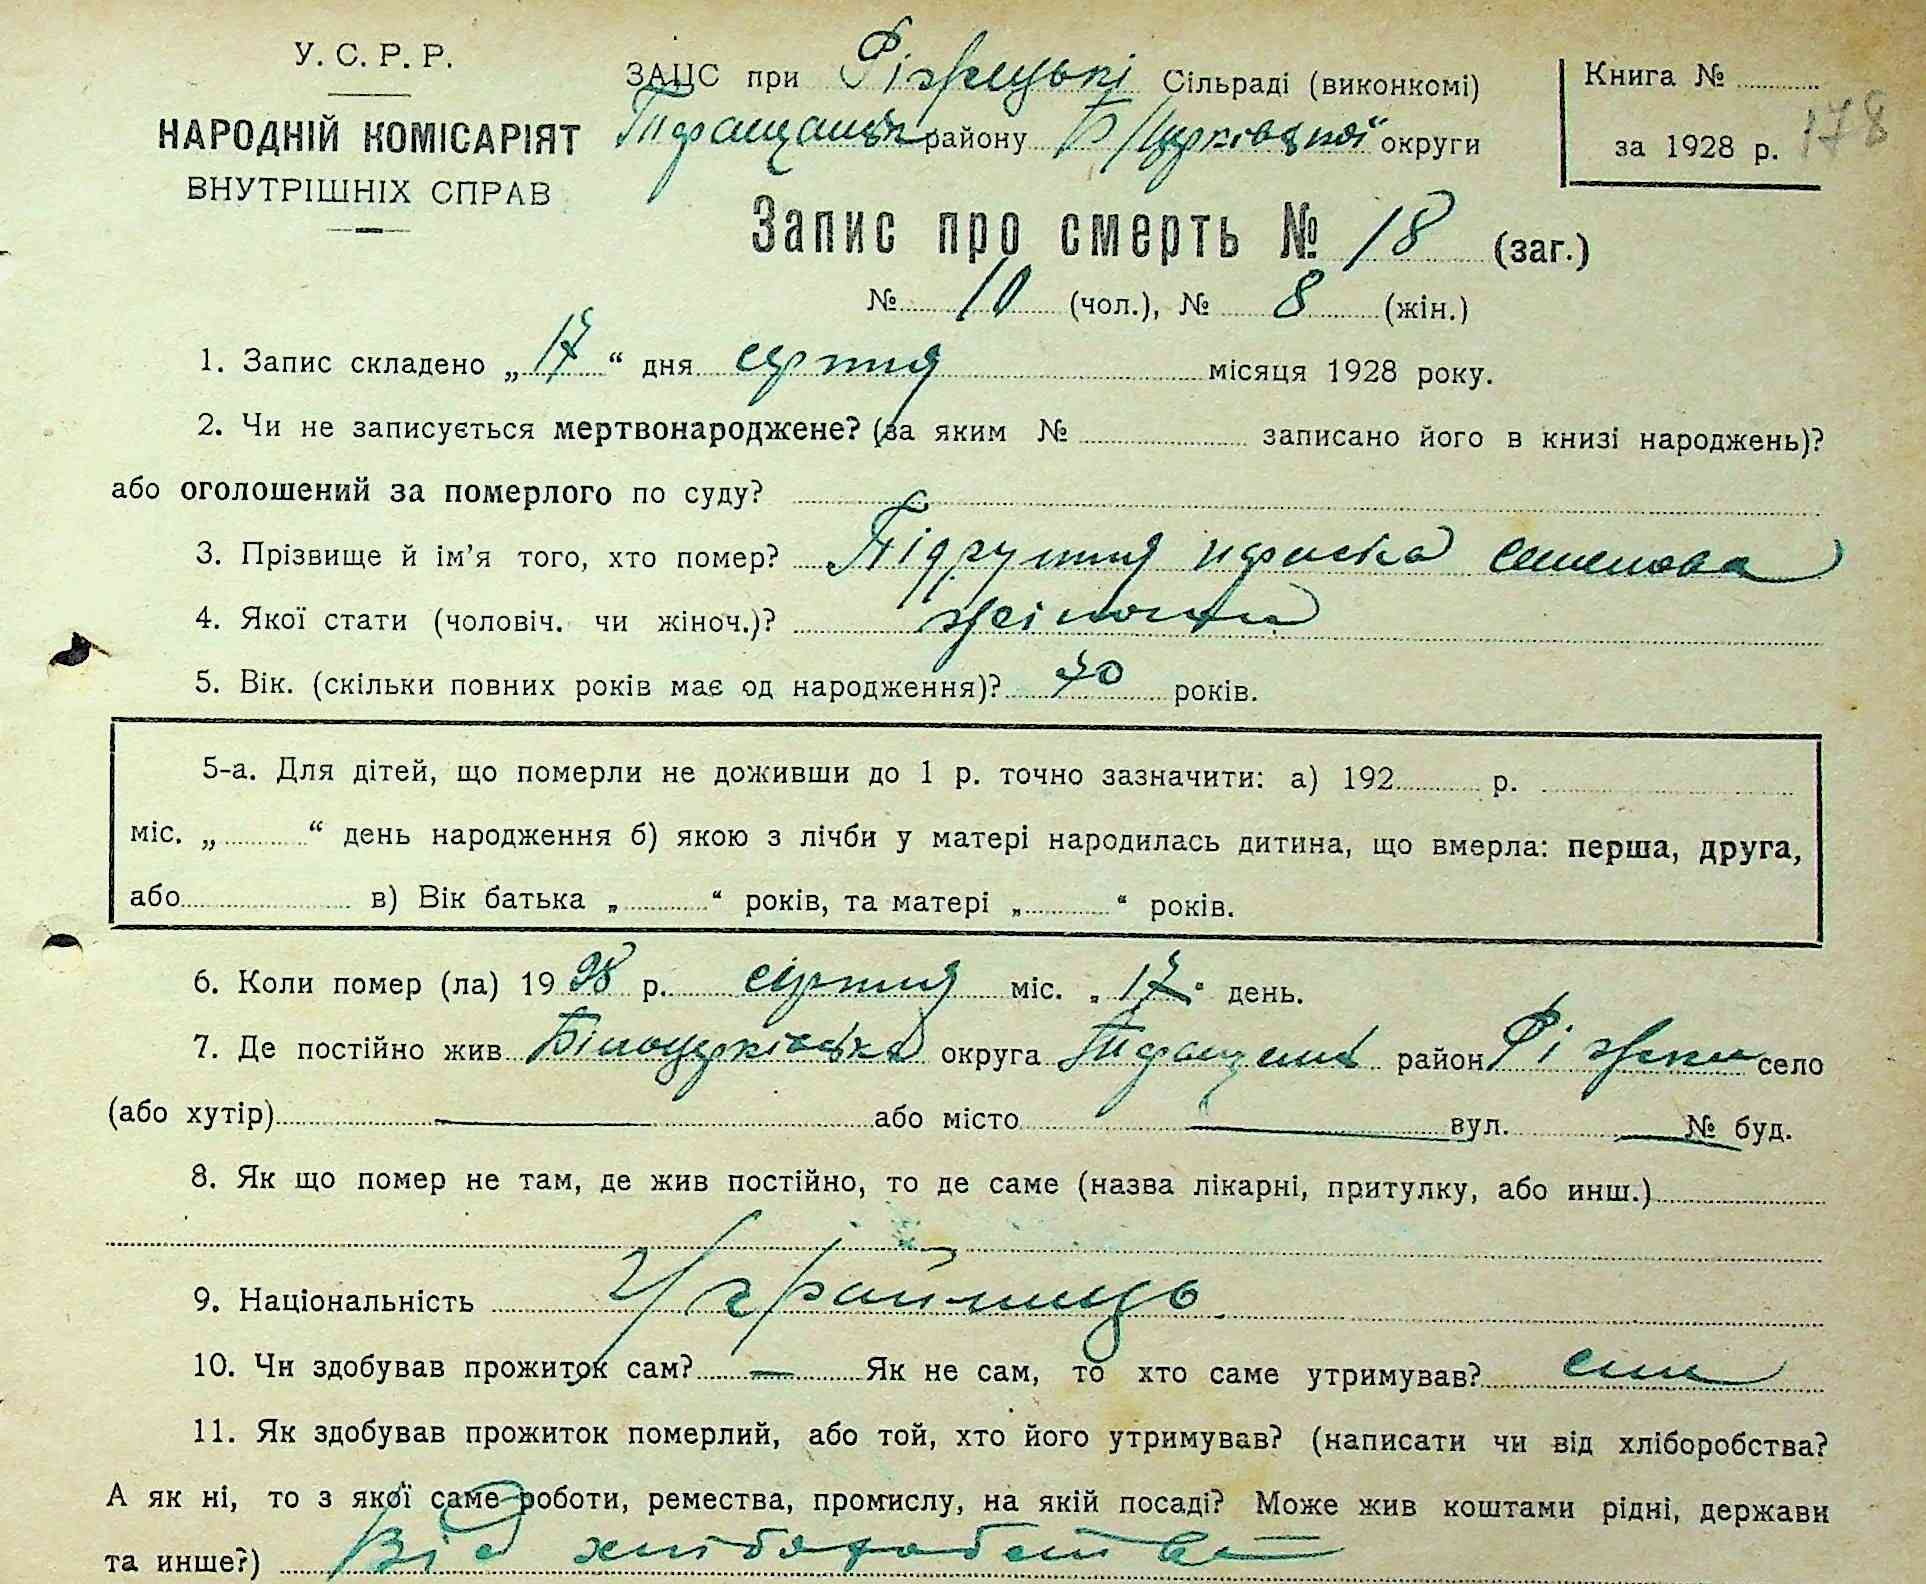 У. С. Р. Р.
НАРОДНІЙ КОМІСАРІЯТ
ВНУТРІШНІХ СПРАВ
ЗАЦС при Ріжецькі Сільраді (виконкомі)
району Б/Церківської округи
Книга №
за 1928 р.
178
Запис про смерть № 18 (заг.)
№ 10 (чол.), № 8 (жін.)
1. Запис складено „17“ дня серпня місяця 1928 року.
2. Чи не записується мертвонароджене? (за яким № записано його в книзі народжень)?
або оголошений за померлого по суду?
3. Прізвище й ім’я того, хто помер? Параска Семенова
4. Якої стати (чоловіч. чи жіноч.)? жіноча
5. Вік. (скільки повних років має од народження)? 70 років.
5-а. Для дітей, що померли не доживши до 1 р. точно зазначити: а) 192 р.
міс. „ “ день народження б) якою з лічби у матері народилась дитина, що вмерла: перша, друга,
або в) Вік батька „ “ років, та матері „ “ років.
6. Коли помер (ла) 1928 р. серпня міс. „17“ день.
7. Де постійно жив Білоцерківська округа район Ріжки село
(або хутір) — або місто — вул. — № буд.
8. Як що помер не там, де жив постійно, то де саме (назва лікарні, притулку, або инш.)
9. Національність Українець
10. Чи здобував прожиток сам? — Як не сам, то хто саме утримував? син
11. Як здобував прожиток померлий, або той, хто його утримував? (написати чи від хліборобства?
А як ні, то з якої саме роботи, ремества, промислу, на якій посаді? Може жив коштами рідні, держави
та инше?) Від хліборобства